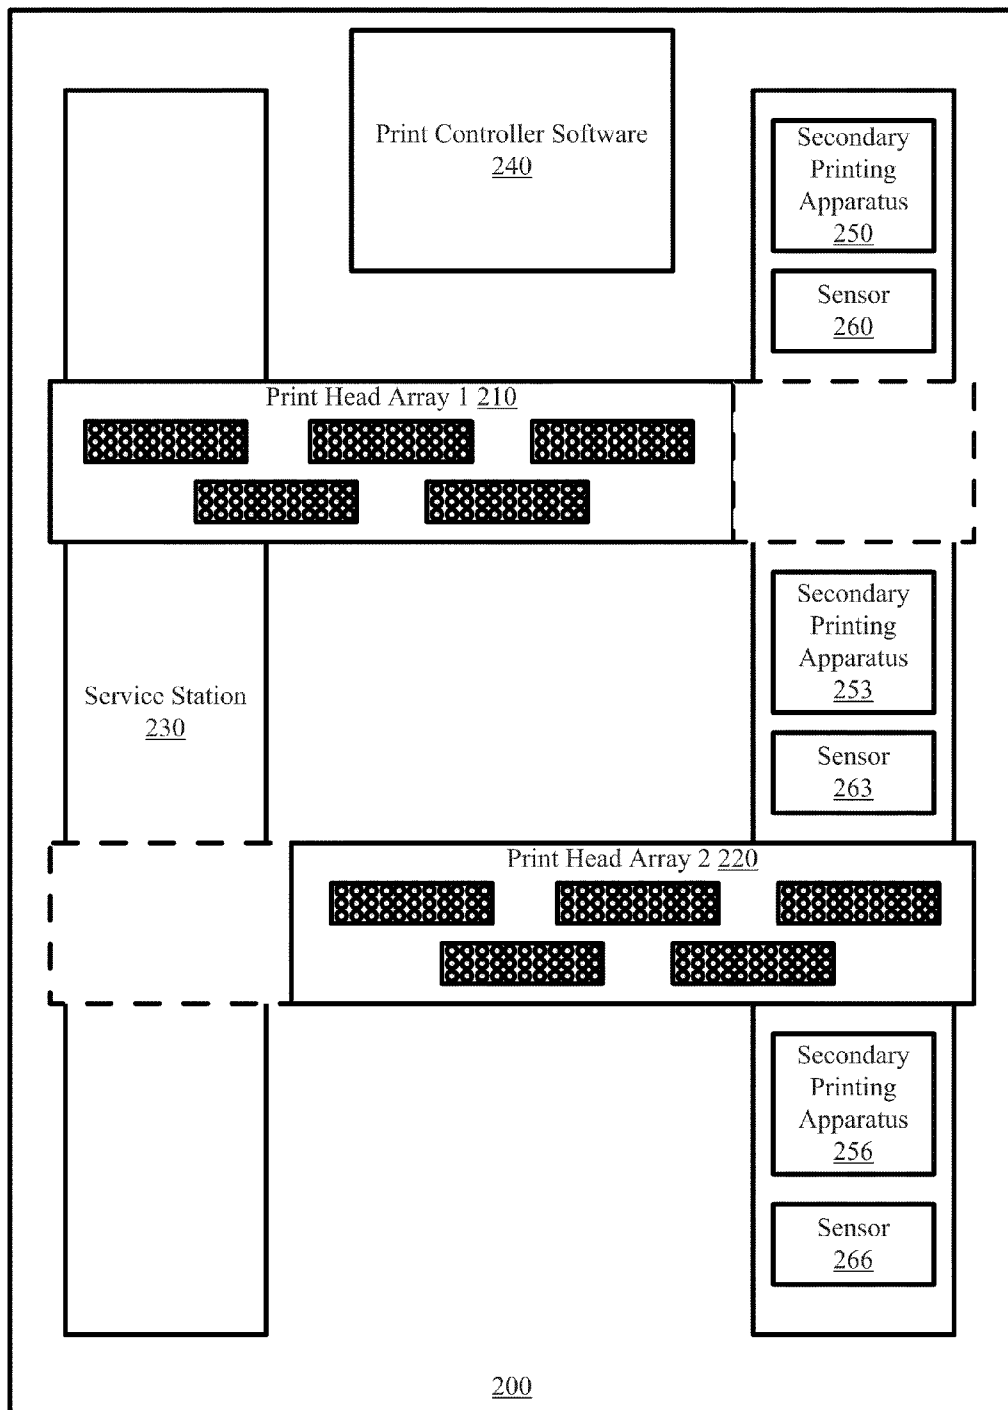 Print Controller Software
240
Secondary
Printing
Apparatus
250
Sensor
260
Print Head Array 1 210
Secondary
Printing
Apparatus
253
Service Station
230
Sensor
263
Print Head Array 2 220
Secondary
Printing
Apparatus
256
Sensor
266
200